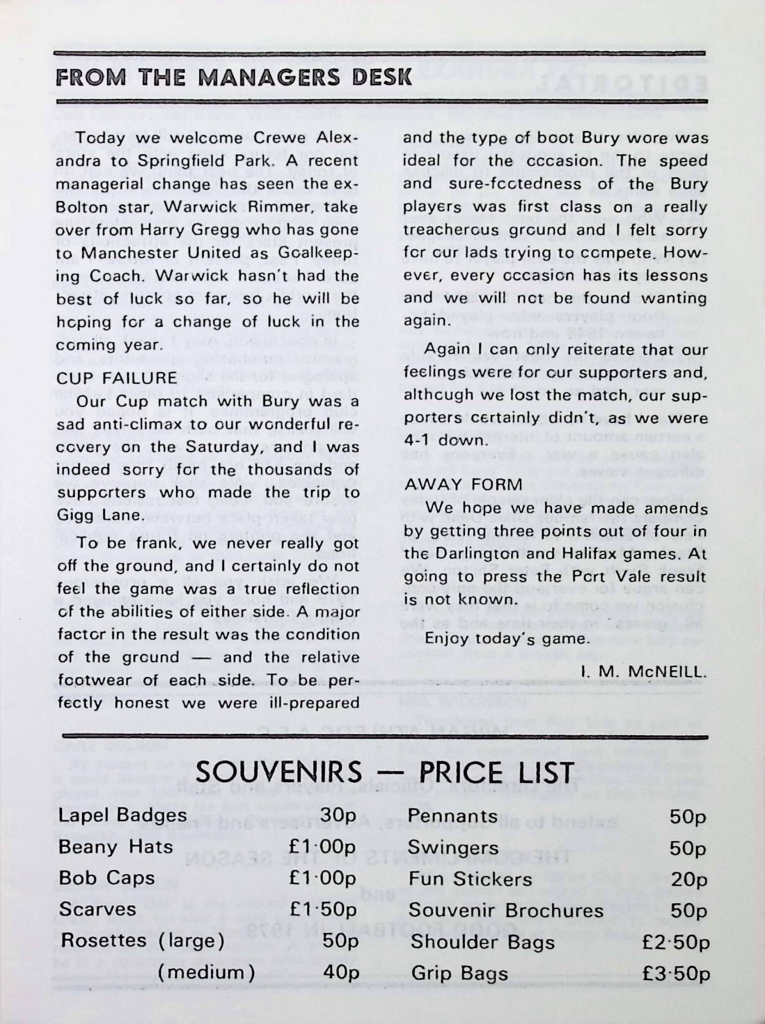 FROM THE MANAGERS DESK
Today we welcome Crewe Alex-
andra to Springfield Park. A recent
managerial change has seen the ex-
Bolton star, Warwick Rimmer, take
over from Harry Gregg who has gone
to Manchester United as Goalkeep-
ing Coach. Warwick hasn't had the
best of luck so far, so he will be
hoping for a change of luck in the
coming year.
CUP FAILURE
Our Cup match with Bury was a
sad anti-climax to our wonderful re-
covery on the Saturday, and I was
indeed sorry for the thousands of
supporters who made the trip to
Gigg Lane.
To be frank, we never really got
off the ground, and I certainly do not
feel the game was a true reflection
of the abilities of either side. A major
factor in the result was the condition
of the ground — and the relative
footwear of each side. To be per-
fectly honest we were ill-prepared
and the type of boot Bury wore was
ideal for the occasion. The speed
and sure-footedness of the Bury
players was first class on a really
treacherous ground and I felt sorry
for our lads trying to compete. How-
ever, every occasion has its lessons
and we will not be found wanting
again.
Again I can only reiterate that our
feelings were for our supporters and,
although we lost the match, our sup-
porters certainly didn't, as we were
4-1 down.
AWAY FORM
We hope we have made amends
by getting three points out of four in
the Darlington and Halifax games. At
going to press the Port Vale result
is not known.
Enjoy today's game.
I. M. McNEILL.
SOUVENIRS — PRICE LIST
Lapel Badges 30p
Beany Hats £1·00p
Bob Caps £1·00p
Scarves £1·50p
Rosettes (large) 50p
(medium) 40p
Pennants 50p
Swingers 50p
Fun Stickers 20p
Souvenir Brochures 50p
Shoulder Bags £2·50p
Grip Bags £3·50p